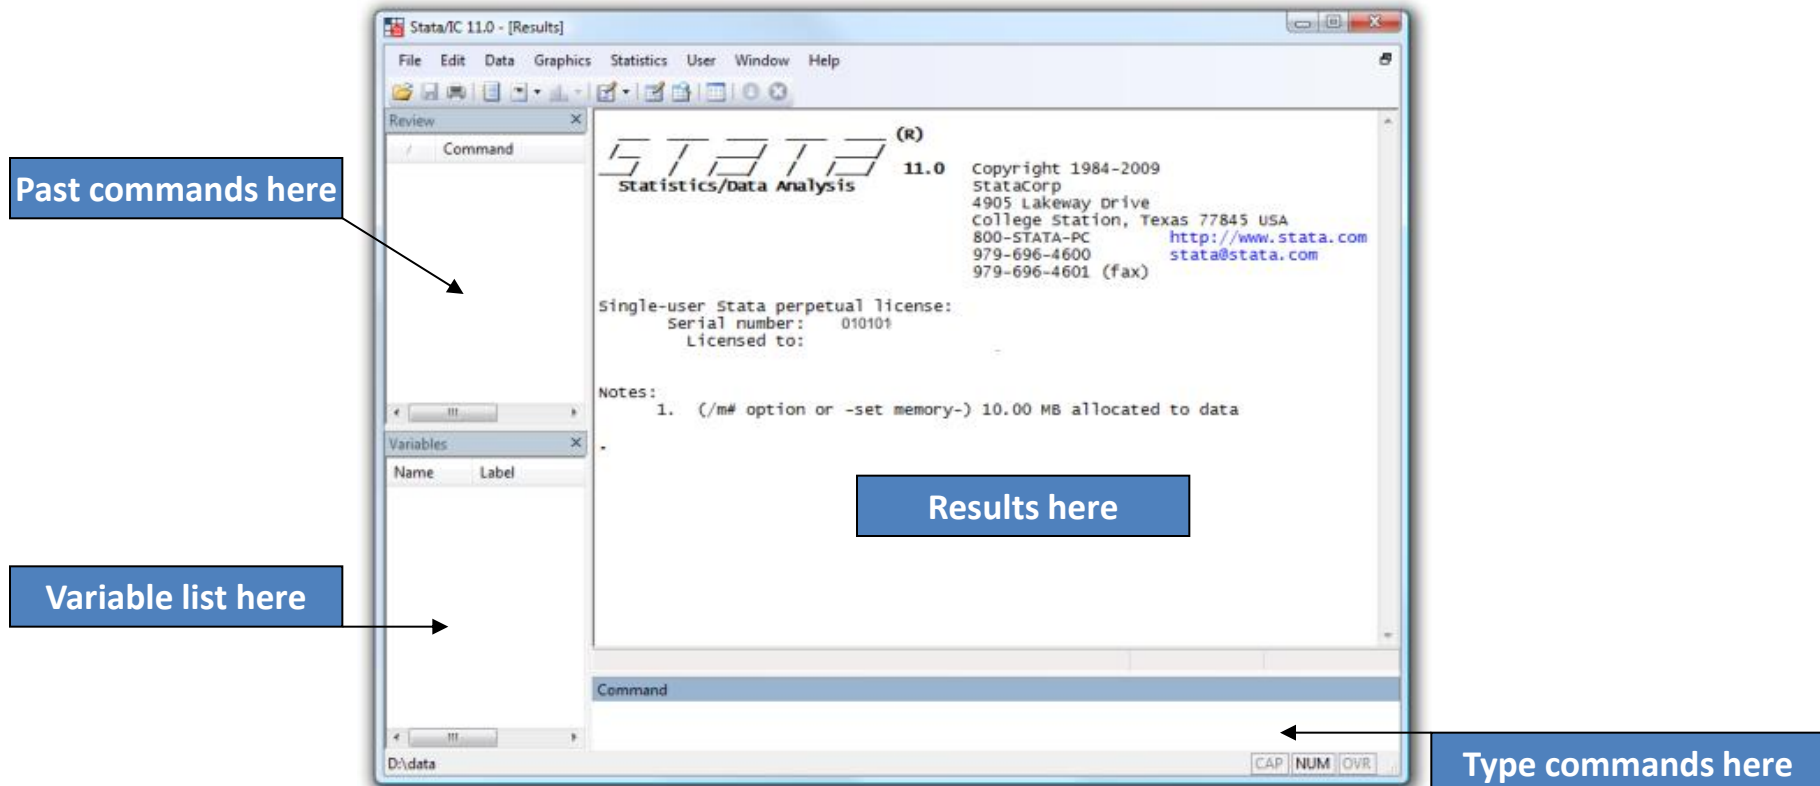 Stata/IC 11.0 - [Results]
File Edit Data Graphics Statistics User Window Help
Review
/ Command
Past commands here
STATA (R)
Statistics/Data Analysis 11.0 Copyright 1984-2009
StataCorp
4905 Lakeway Drive
College Station, Texas 77845 USA
800-STATA-PC http://www.stata.com
979-696-4600 stata@stata.com
979-696-4601 (fax)
Single-user Stata perpetual license:
Serial number: 010101
Licensed to:
Notes:
1. (/m# option or -set memory-) 10.00 MB allocated to data
.
Variables
Name Label
Results here
Variable list here
Command
Type commands here
D:\data
CAP NUM OVR